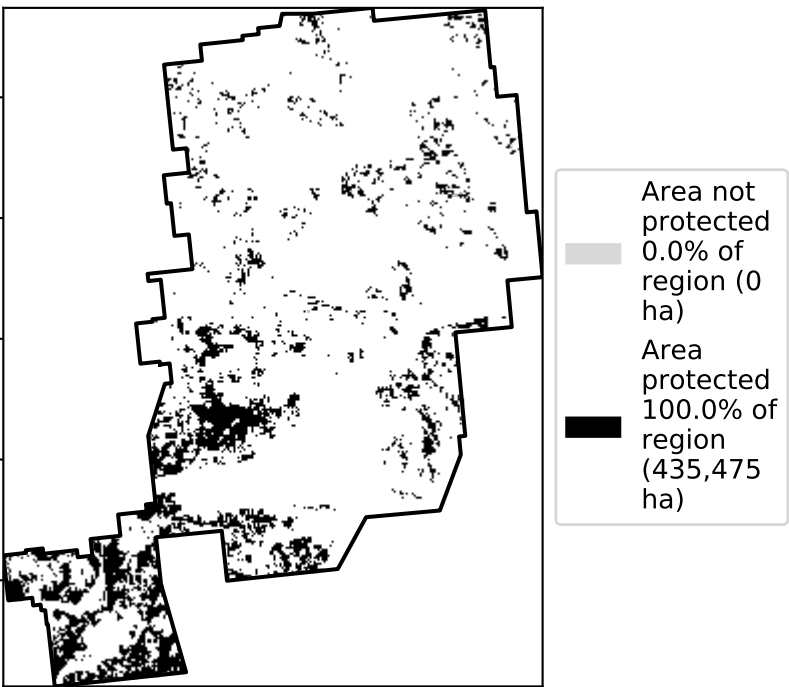 Area not
protected
0.0% of
region (0
ha)
Area
protected
100.0% of
region
(435,475
ha)